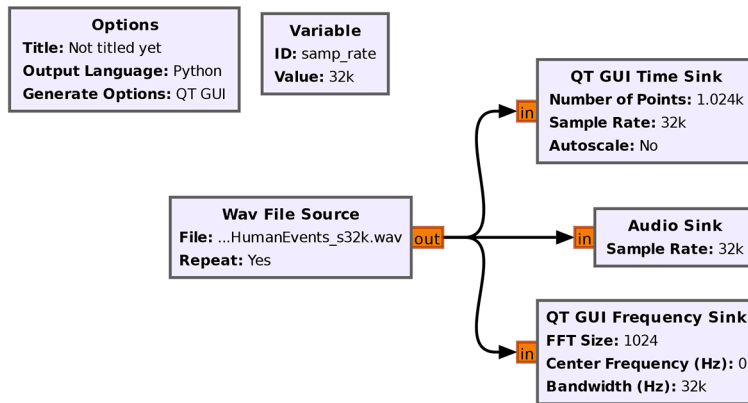 Options
Title: Not titled yet
Output Language: Python
Generate Options: QT GUI
Variable
ID: samp_rate
Value: 32k
QT GUI Time Sink
Number of Points: 1.024k
Sample Rate: 32k
Autoscale: No
in
Wav File Source
File: ...HumanEvents_s32k.wav
Repeat: Yes
out
Audio Sink
Sample Rate: 32k
in
QT GUI Frequency Sink
FFT Size: 1024
Center Frequency (Hz): 0
Bandwidth (Hz): 32k
in